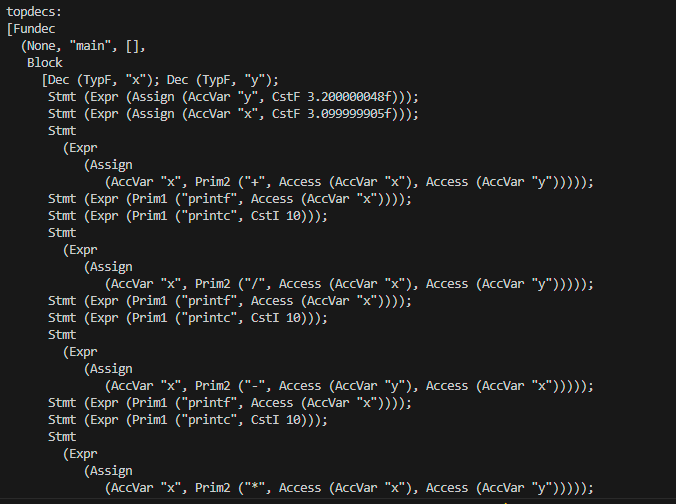 topdecs:
[Fundec
  (None, "main", [],
   Block
     [Dec (TypF, "x"); Dec (TypF, "y");
      Stmt (Expr (Assign (AccVar "y", CstF 3.200000048f)));
      Stmt (Expr (Assign (AccVar "x", CstF 3.099999905f)));
      Stmt
        (Expr
           (Assign
              (AccVar "x", Prim2 ("+", Access (AccVar "x"), Access (AccVar "y")))));
      Stmt (Expr (Prim1 ("printf", Access (AccVar "x"))));
      Stmt (Expr (Prim1 ("printc", CstI 10)));
      Stmt
        (Expr
           (Assign
              (AccVar "x", Prim2 ("/", Access (AccVar "x"), Access (AccVar "y")))));
      Stmt (Expr (Prim1 ("printf", Access (AccVar "x"))));
      Stmt (Expr (Prim1 ("printc", CstI 10)));
      Stmt
        (Expr
           (Assign
              (AccVar "x", Prim2 ("-", Access (AccVar "y"), Access (AccVar "x")))));
      Stmt (Expr (Prim1 ("printf", Access (AccVar "x"))));
      Stmt (Expr (Prim1 ("printc", CstI 10)));
      Stmt
        (Expr
           (Assign
              (AccVar "x", Prim2 ("*", Access (AccVar "x"), Access (AccVar "y")))));